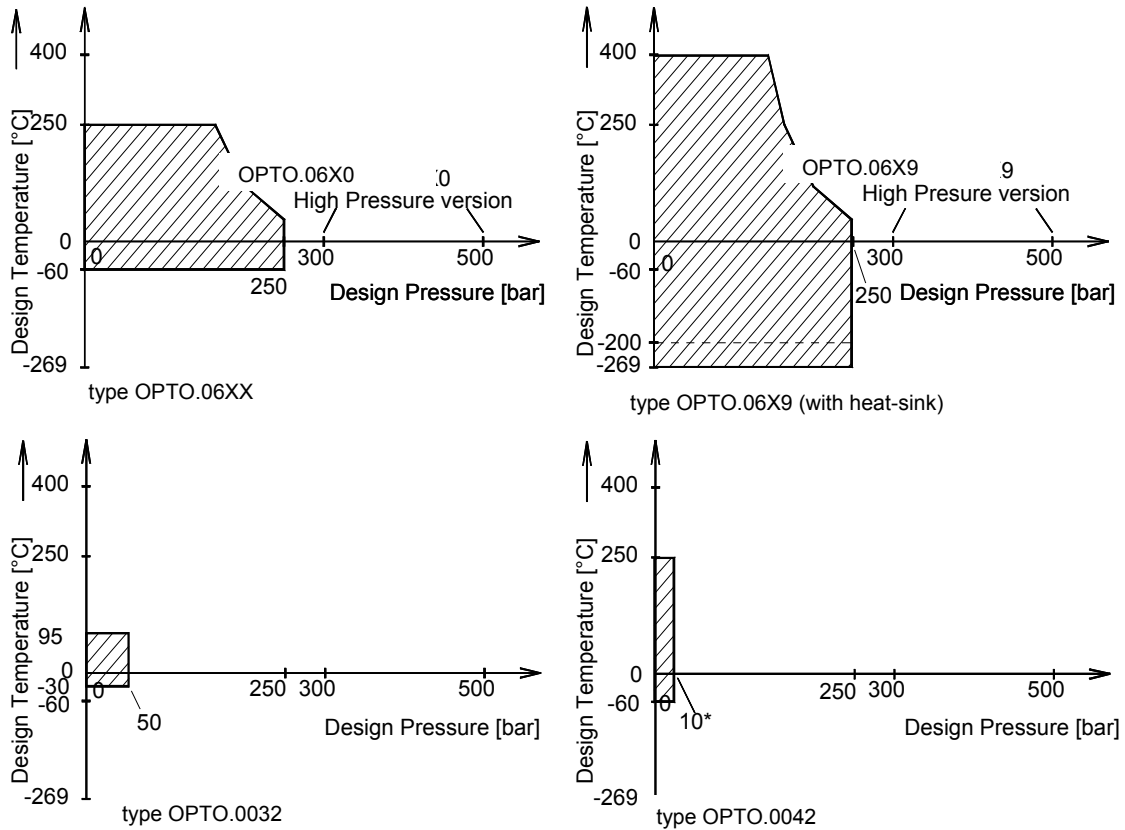 400
Design Temperature [°C]
250
OPTO.06X0
High Pressure version
0
0
300
500
-60
250
Design Pressure [bar]
-269
type OPTO.06XX
400
Design Temperature [°C]
250
OPTO.06X9
.9
High Presure version
0
0
300
500
-60
250
Design Pressure [bar]
-200
-269
type OPTO.06X9 (with heat-sink)
400
Design Temperature [°C]
250
95
0
-30
0
250
300
500
-60
50
Design Pressure [bar]
-269
type OPTO.0032
400
Design Temperature [°C]
250
0
250
300
500
-60
0
10*
Design Pressure [bar]
-269
type OPTO.0042